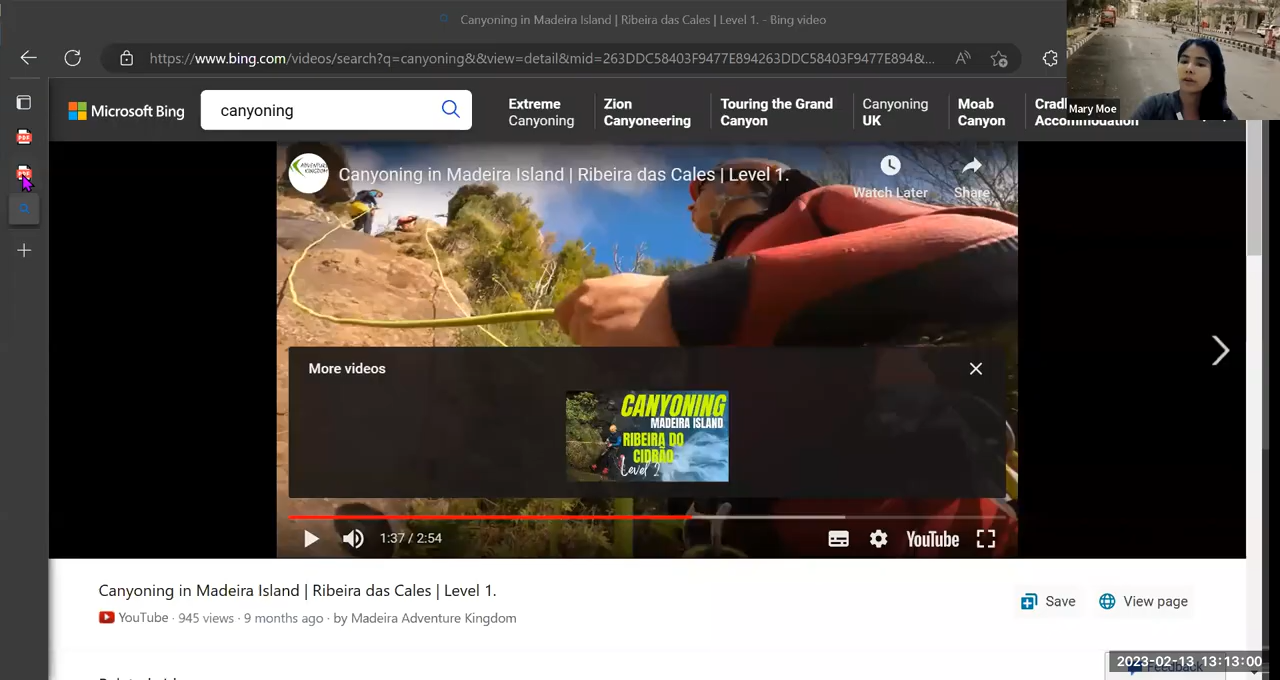 Canyoning in Madeira Island | Ribeira das Cales | Level 1. - Bing video
https://www.bing.com/videos/search?q=canyoning&&view=detail&mid=263DDC58403F9477E894263DDC58403F9477E894&...
Mary Moe
Microsoft Bing
canyoning
Extreme
Canyoning
Zion
Canyoneering
Touring the Grand
Canyon
Canyoning
UK
Moab
Canyon
Accommodation
Canyoning in Madeira Island | Ribeira das Cales | Level 1.
Watch Later
Share
More videos
CANYONING
MADEIRA ISLAND
RIBEIRA DO
CIDRÃO
Level 2
1:37 / 2:54
YouTube
Canyoning in Madeira Island | Ribeira das Cales | Level 1.
Save
View page
YouTube · 945 views · 9 months ago · by Madeira Adventure Kingdom
2023-02-13 13:13:00
Feedback